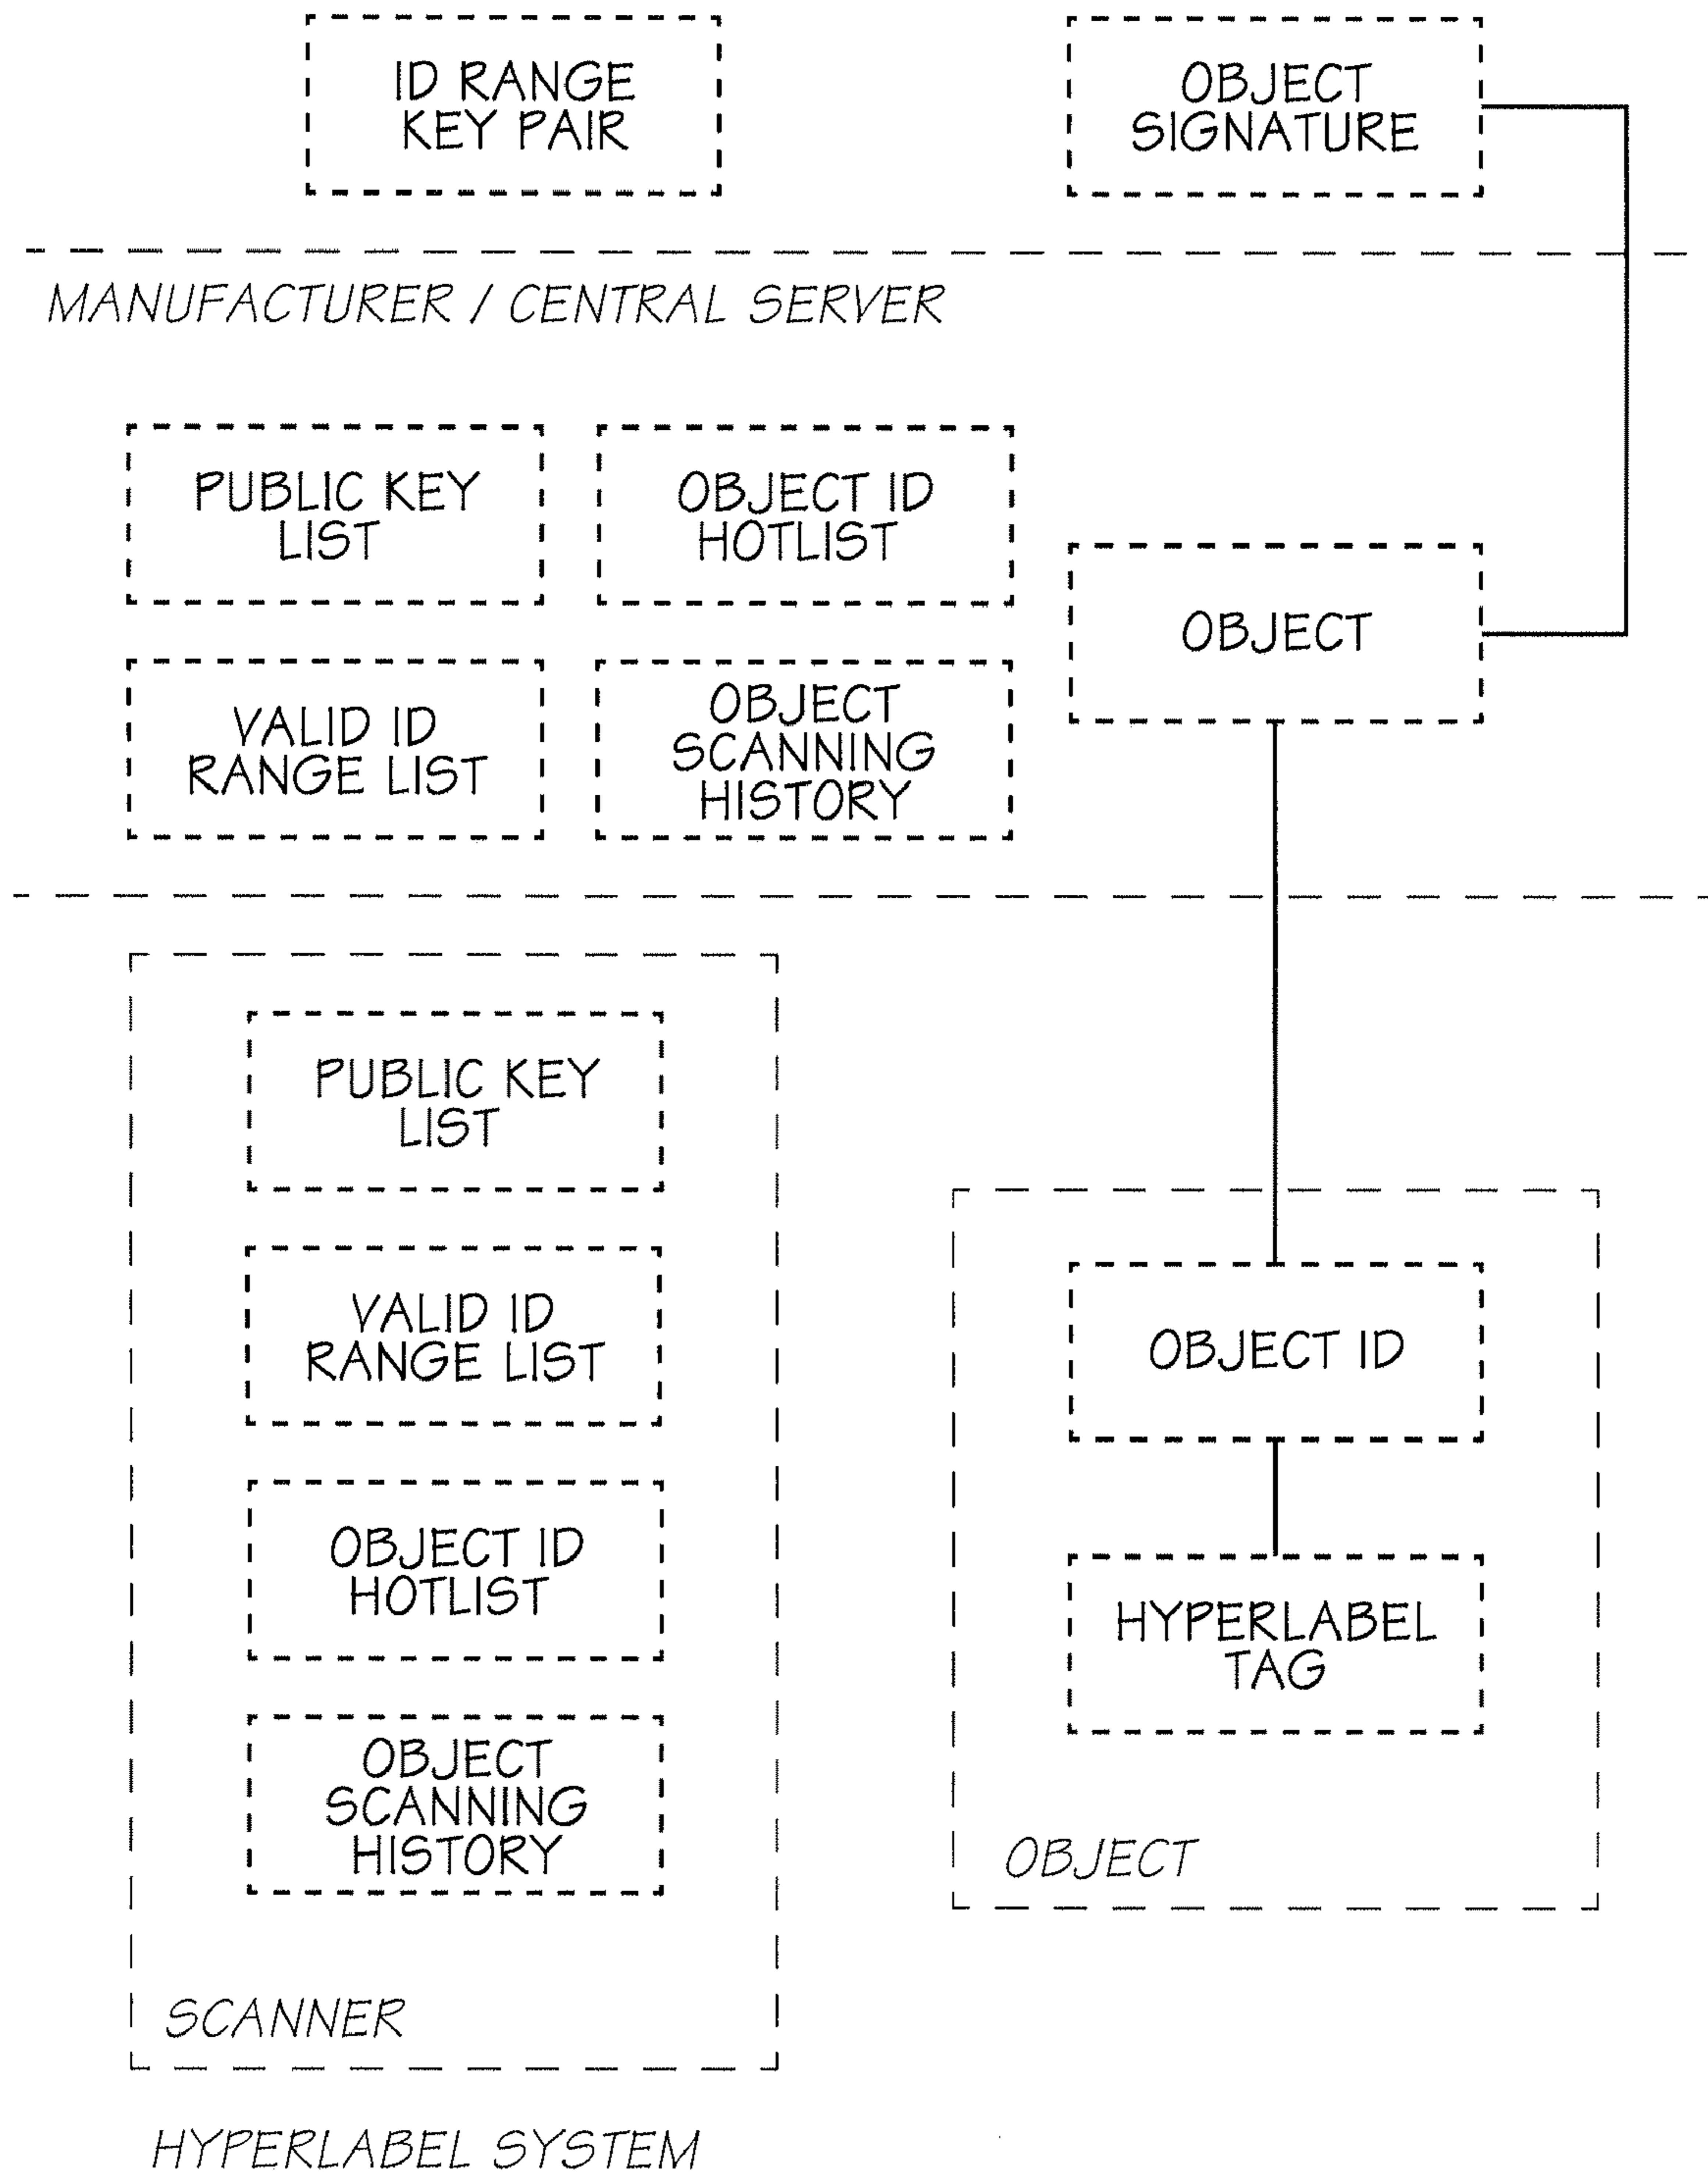 ID RANGE
KEY PAIR
OBJECT
SIGNATURE
MANUFACTURER / CENTRAL SERVER
PUBLIC KEY
LIST
OBJECT ID
HOTLIST
OBJECT
VALID ID
RANGE LIST
OBJECT
SCANNING
HISTORY
PUBLIC KEY
LIST
VALID ID
RANGE LIST
OBJECT ID
HOTLIST
OBJECT
SCANNING
HISTORY
SCANNER
OBJECT ID
HYPERLABEL
TAG
OBJECT
HYPERLABEL SYSTEM